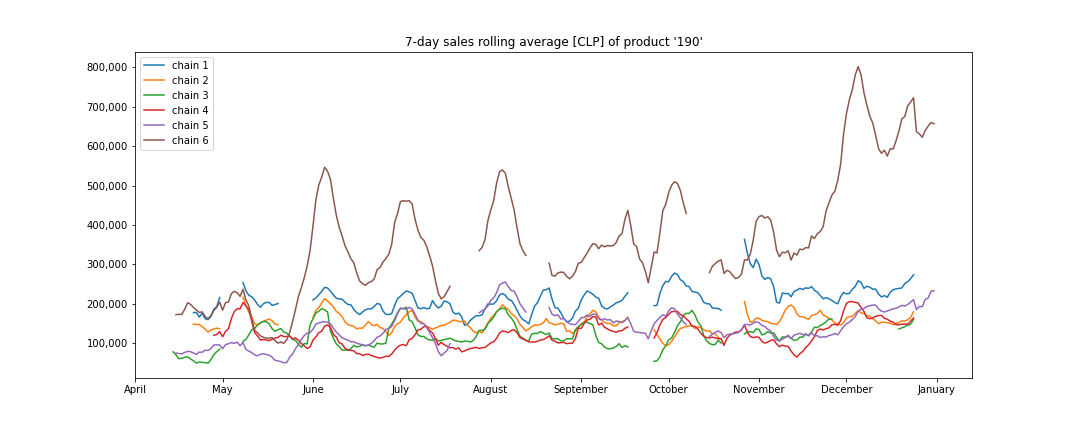 7-day sales rolling average [CLP] of product '190'
chain 1
chain 2
chain 3
chain 4
chain 5
chain 6
800,000
700,000
600,000
500,000
400,000
300,000
200,000
100,000
April May June July August September October November December January